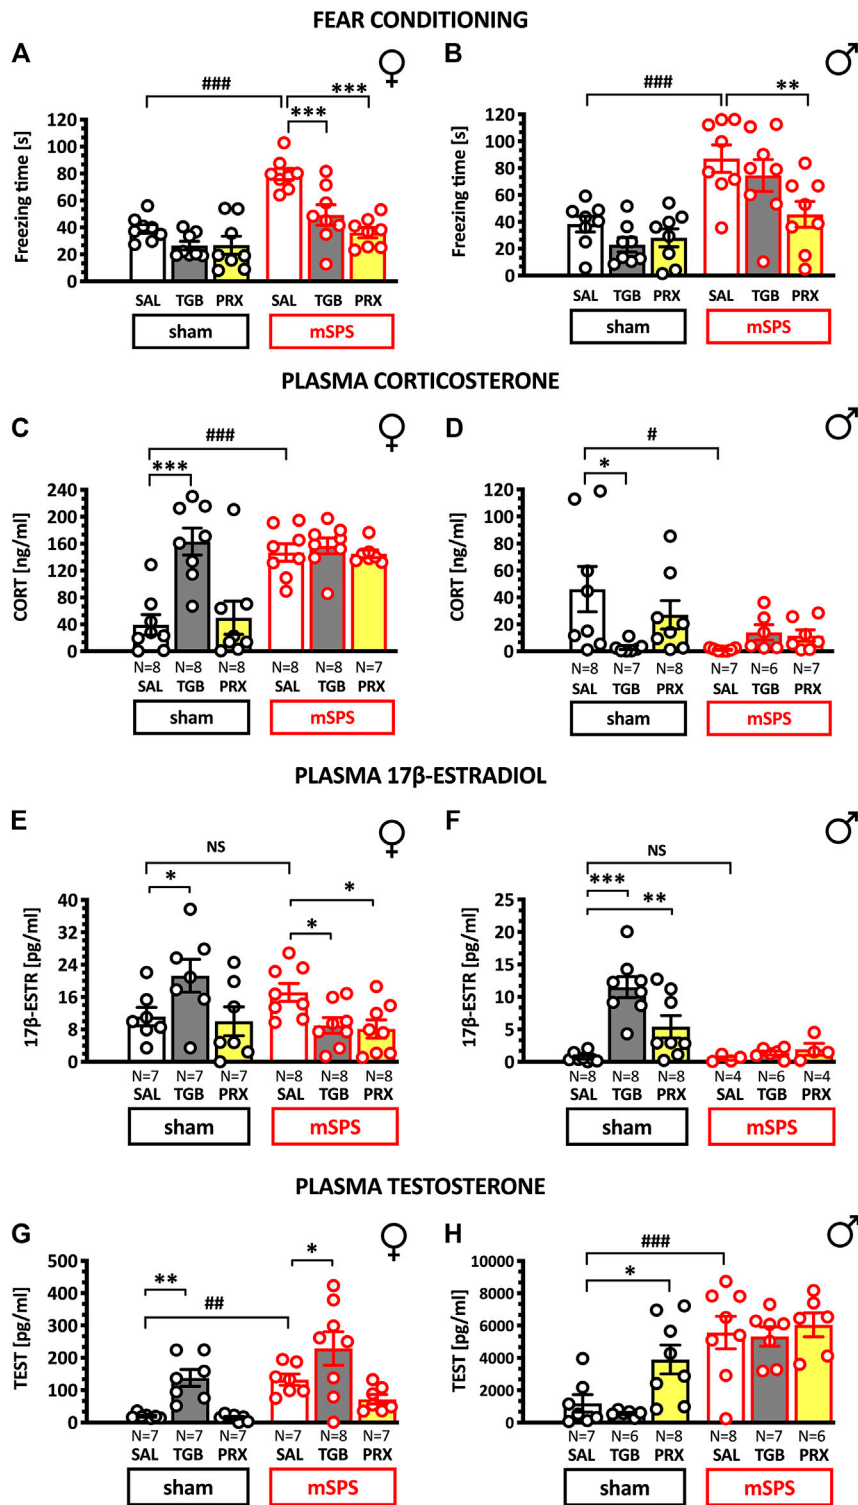 FEAR CONDITIONING
A ♀ B ♂
### *** *** ### **
Freezing time [s] Freezing time [s]
120 120
100 100
80 80
60 60
40 40
20 20
0 0
SAL TGB PRX SAL TGB PRX SAL TGB PRX SAL TGB PRX
sham mSPS sham mSPS
PLASMA CORTICOSTERONE
C ♀ D ♂
### *** # *
CORT [ng/ml] CORT [ng/ml]
240 120
200 100
160 80
120 60
80 40
40 20
0 0
N=8 N=8 N=8 N=8 N=8 N=7 N=8 N=7 N=8 N=7 N=6 N=7
SAL TGB PRX SAL TGB PRX SAL TGB PRX SAL TGB PRX
sham mSPS sham mSPS
PLASMA 17β-ESTRADIOL
E ♀ F ♂
NS * * * NS *** **
17β-ESTR [pg/ml] 17β-ESTR [pg/ml]
40 25
32 20
24 15
16 10
8 5
0 0
N=7 N=7 N=7 N=8 N=8 N=8 N=8 N=8 N=8 N=4 N=6 N=4
SAL TGB PRX SAL TGB PRX SAL TGB PRX SAL TGB PRX
sham mSPS sham mSPS
PLASMA TESTOSTERONE
G ♀ H ♂
** ## * ### *
TEST [pg/ml] TEST [pg/ml]
500 10000
400 8000
300 6000
200 4000
100 2000
0 0
N=7 N=7 N=7 N=7 N=8 N=7 N=7 N=6 N=8 N=8 N=7 N=6
SAL TGB PRX SAL TGB PRX SAL TGB PRX SAL TGB PRX
sham mSPS sham mSPS